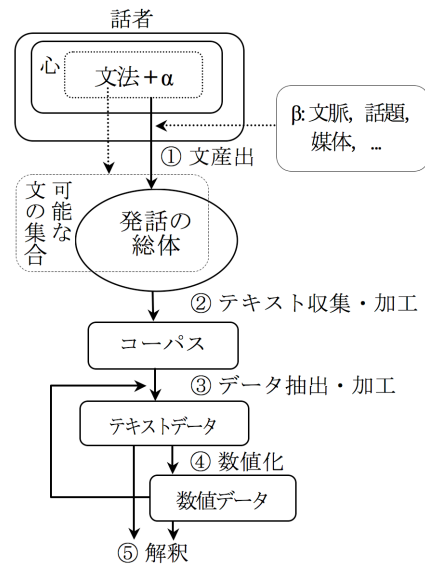 話者
心
文法+α
β: 文脈, 話題,
媒体, ...
① 文産出
可能な
文の集合
発話の
総体
② テキスト収集・加工
コーパス
③ データ抽出・加工
テキストデータ
④ 数値化
数値データ
⑤ 解釈